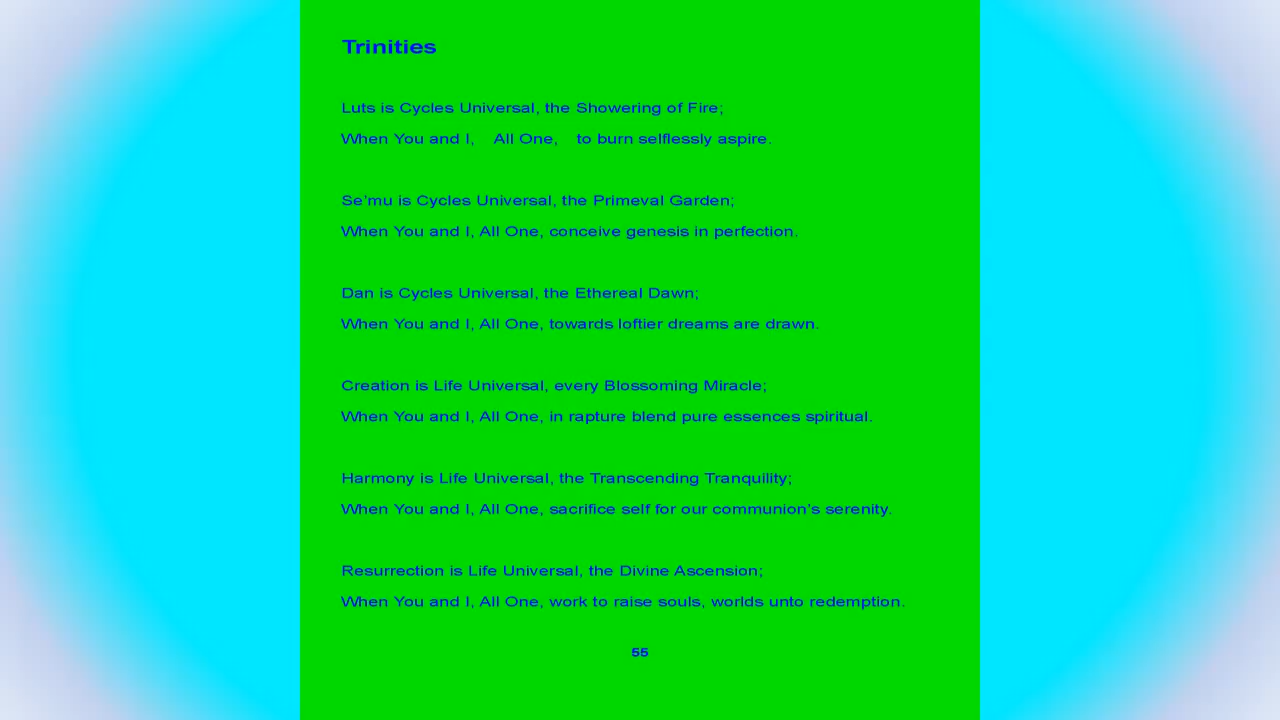 Trinities
Luts is Cycles Universal, the Showering of Fire;
When You and I, All One, to burn selflessly aspire.
Se'mu is Cycles Universal, the Primeval Garden;
When You and I, All One, conceive genesis in perfection.
Dan is Cycles Universal, the Ethereal Dawn;
When You and I, All One, towards loftier dreams are drawn.
Creation is Life Universal, every Blossoming Miracle;
When You and I, All One, in rapture blend pure essences spiritual.
Harmony is Life Universal, the Transcending Tranquility;
When You and I, All One, sacrifice self for our communion's serenity.
Resurrection is Life Universal, the Divine Ascension;
When You and I, All One, work to raise souls, worlds unto redemption.
55